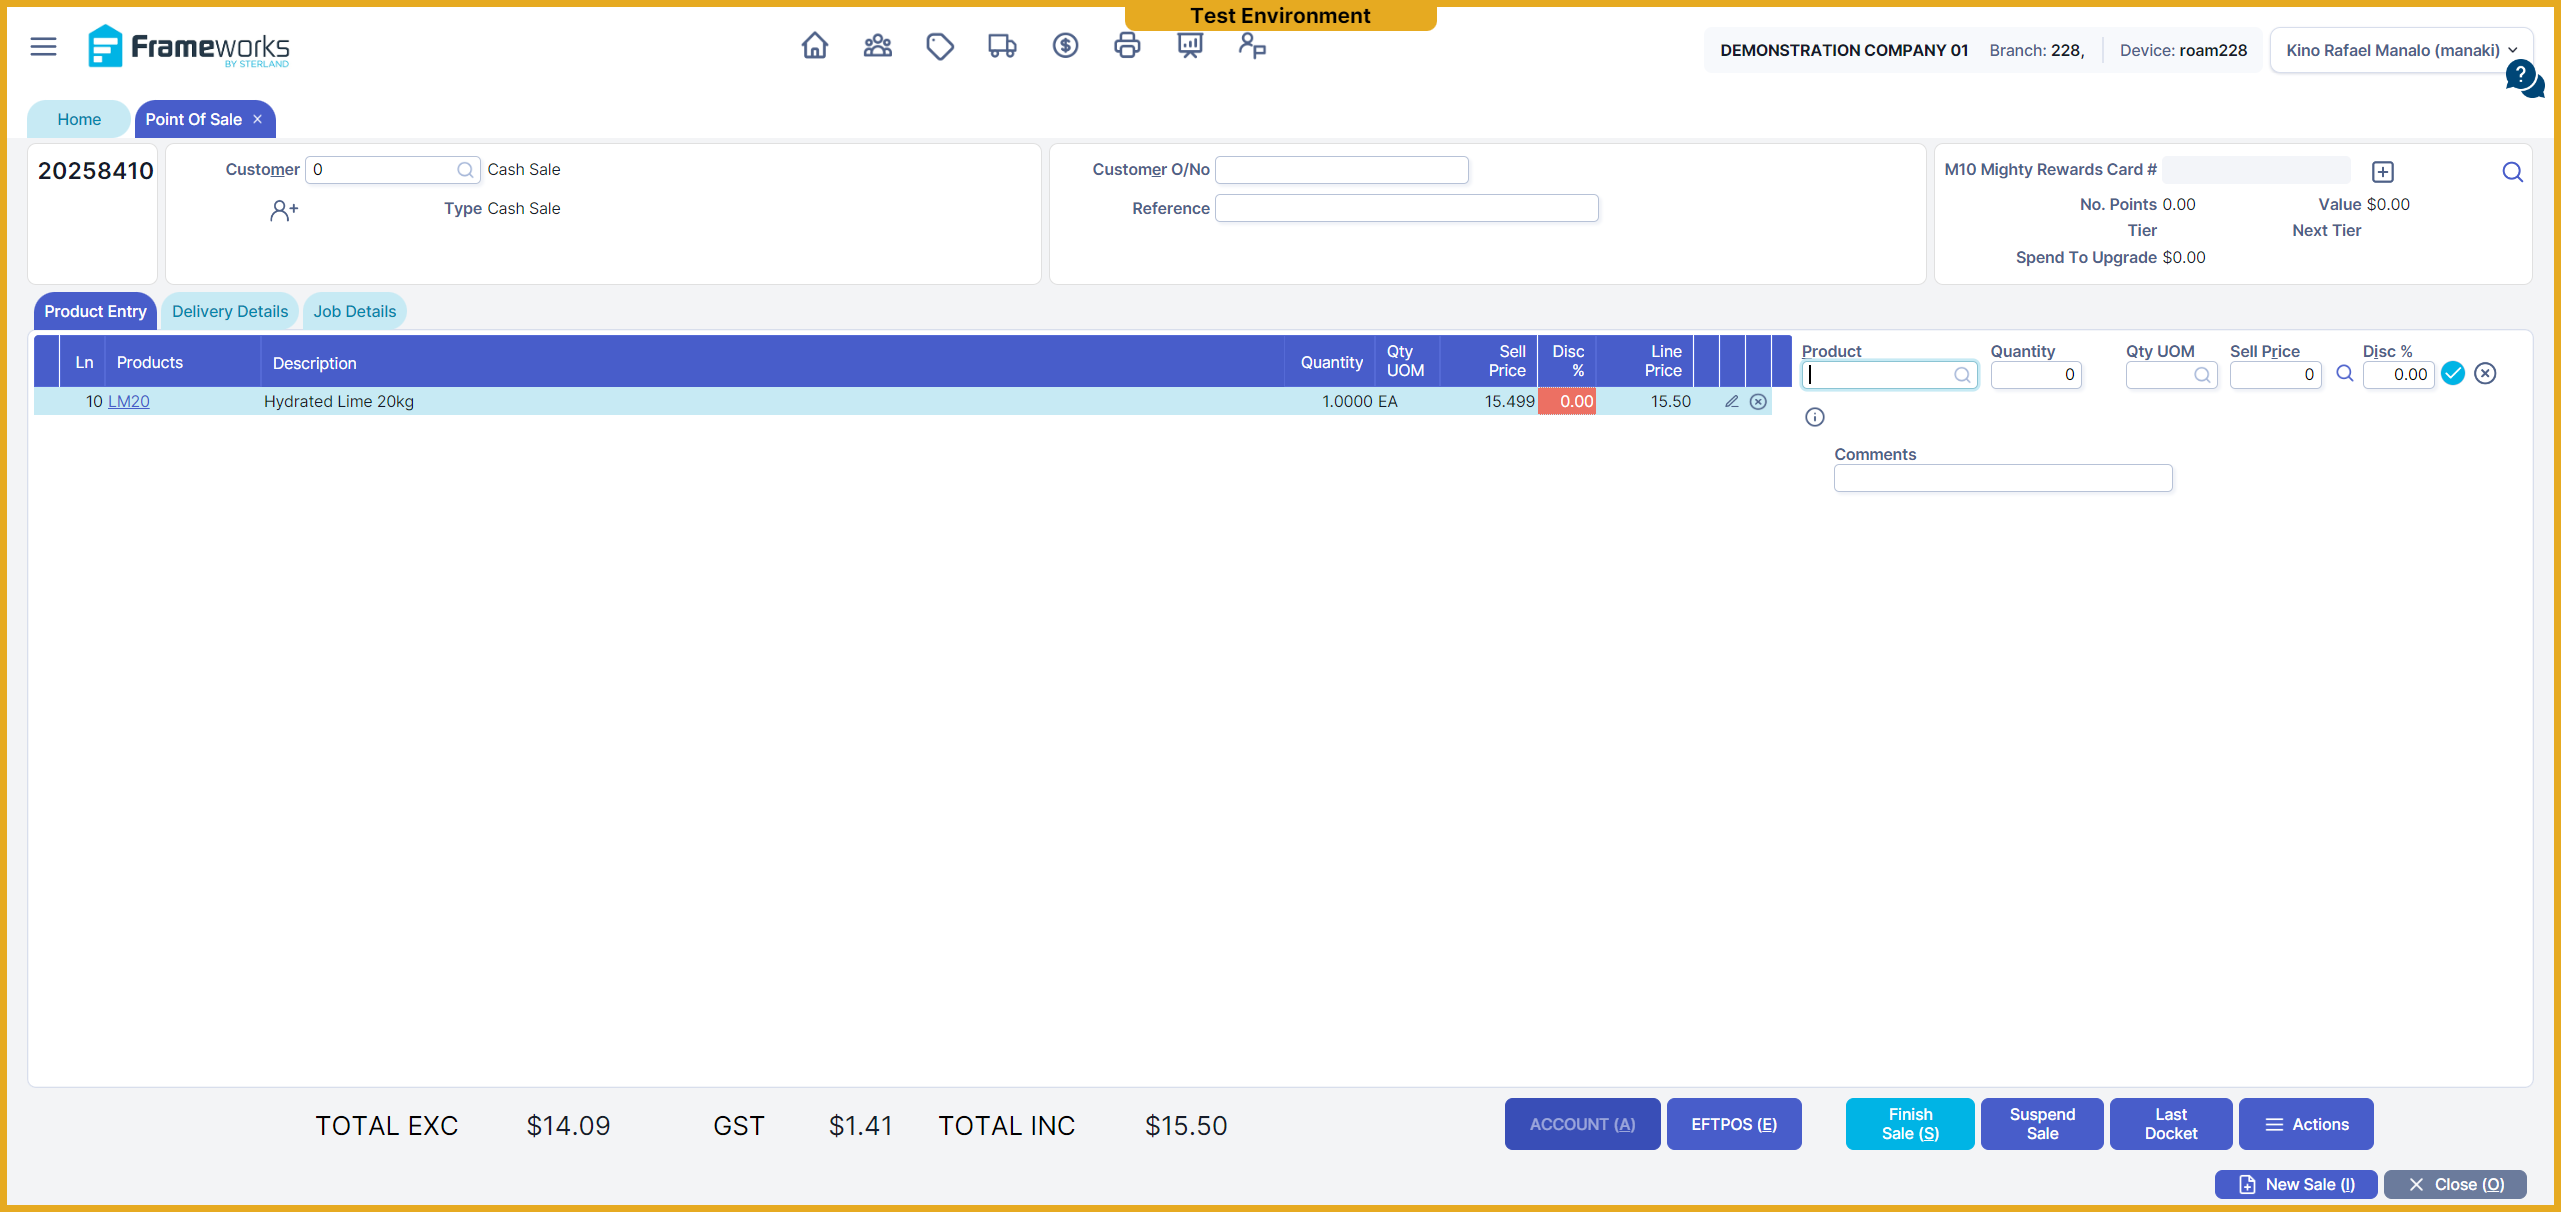 Test Environment
Frameworks
BY STERLAND
DEMONSTRATION COMPANY 01 Branch: 228, Device: roam228 Kino Rafael Manalo (manaki)
?
Home Point Of Sale ×
20258410
Customer 0 Cash Sale
Type Cash Sale
Customer O/No
Reference
M10 Mighty Rewards Card #
No. Points 0.00 Value $0.00
Tier Next Tier
Spend To Upgrade $0.00
Product Entry Delivery Details Job Details
Ln Products Description Quantity Qty UOM Sell Price Disc % Line Price
10 LM20 Hydrated Lime 20kg 1.0000 EA 15.499 0.00 15.50
Product Quantity Qty UOM Sell Price Disc %
0 0 0.00
Comments
TOTAL EXC $14.09 GST $1.41 TOTAL INC $15.50
ACCOUNT (A) EFTPOS (E) Finish Sale (S) Suspend Sale Last Docket Actions
New Sale (I) Close (O)